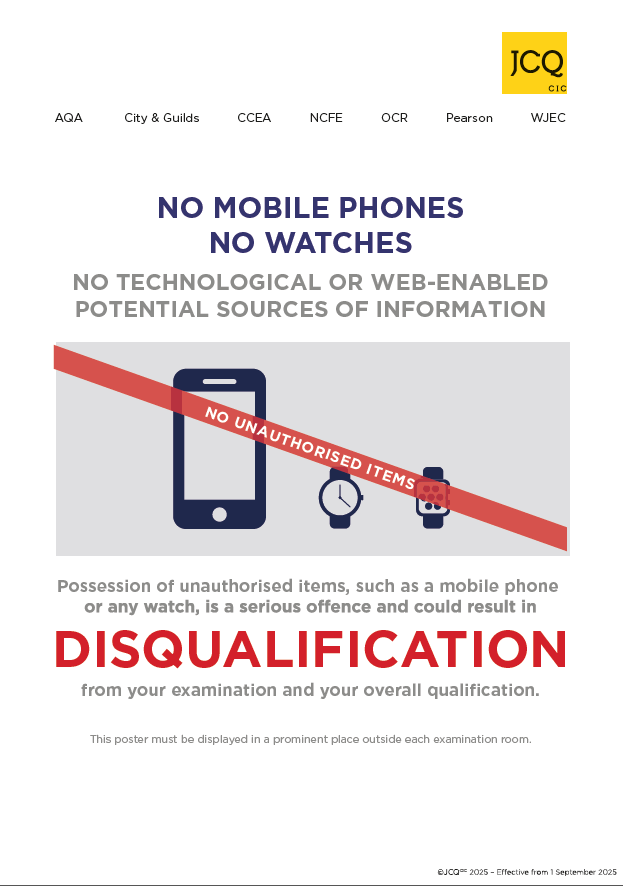 JCQ
CIC
AQA City & Guilds CCEA NCFE OCR Pearson WJEC
NO MOBILE PHONES
NO WATCHES
NO TECHNOLOGICAL OR WEB-ENABLED
POTENTIAL SOURCES OF INFORMATION
NO UNAUTHORISED ITEMS
Possession of unauthorised items, such as a mobile phone
or any watch, is a serious offence and could result in
DISQUALIFICATION
from your examination and your overall qualification.
This poster must be displayed in a prominent place outside each examination room.
©JCQᶜᶦᶜ 2025 – Effective from 1 September 2025